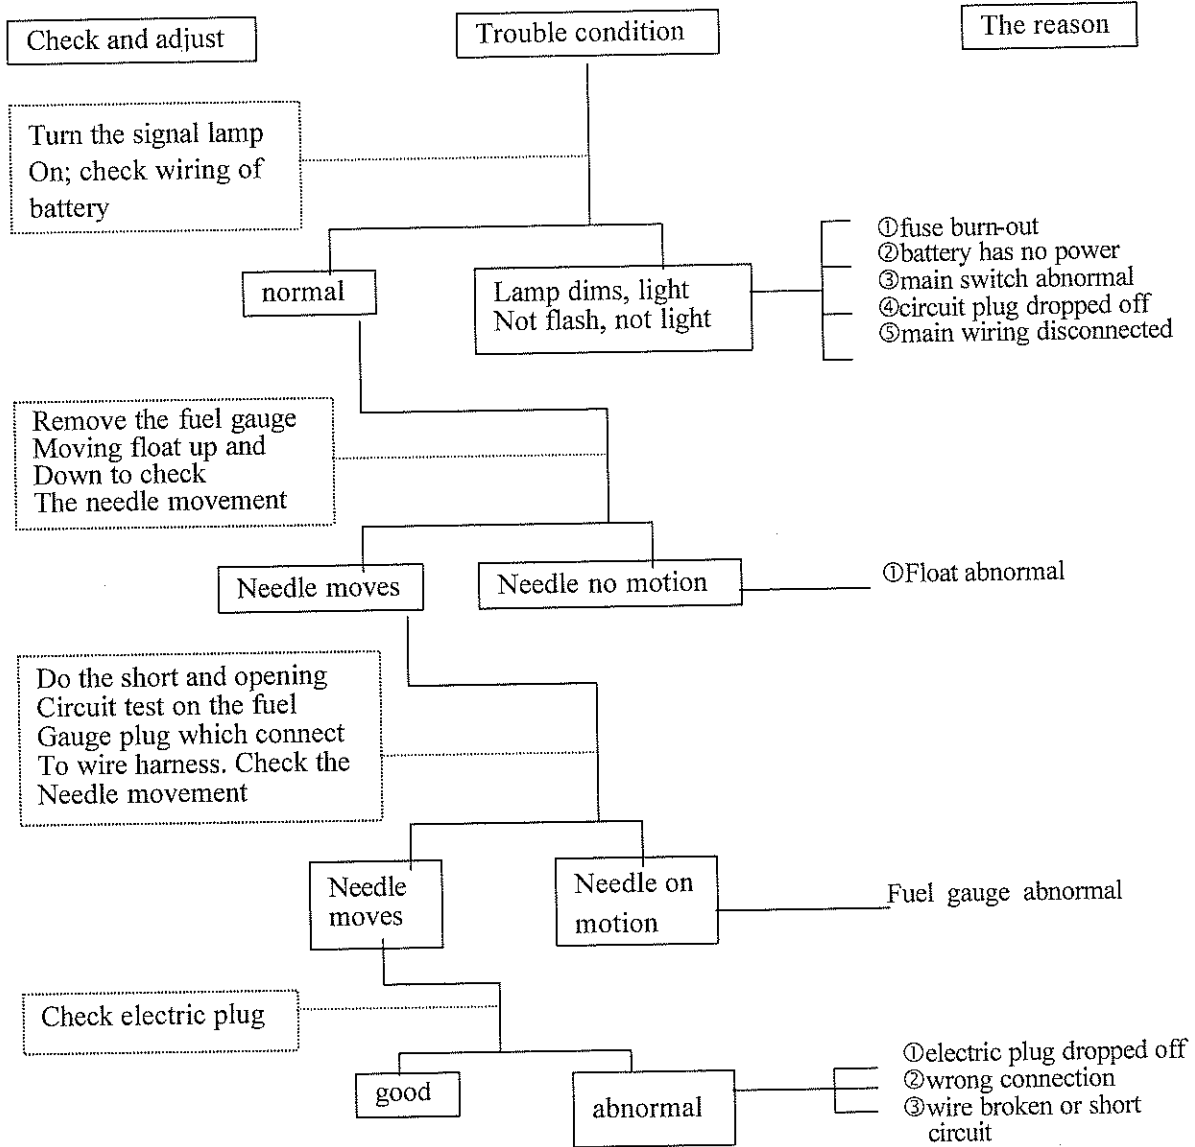 Check and adjust
Trouble condition
The reason
Turn the signal lamp
On; check wiring of
battery
normal
Lamp dims, light
Not flash, not light
①fuse burn-out
②battery has no power
③main switch abnormal
④circuit plug dropped off
⑤main wiring disconnected
Remove the fuel gauge
Moving float up and
Down to check
The needle movement
Needle moves
Needle no motion
①Float abnormal
Do the short and opening
Circuit test on the fuel
Gauge plug which connect
To wire harness. Check the
Needle movement
Needle
moves
Needle on
motion
Fuel gauge abnormal
Check electric plug
good
abnormal
①electric plug dropped off
②wrong connection
③wire broken or short
circuit